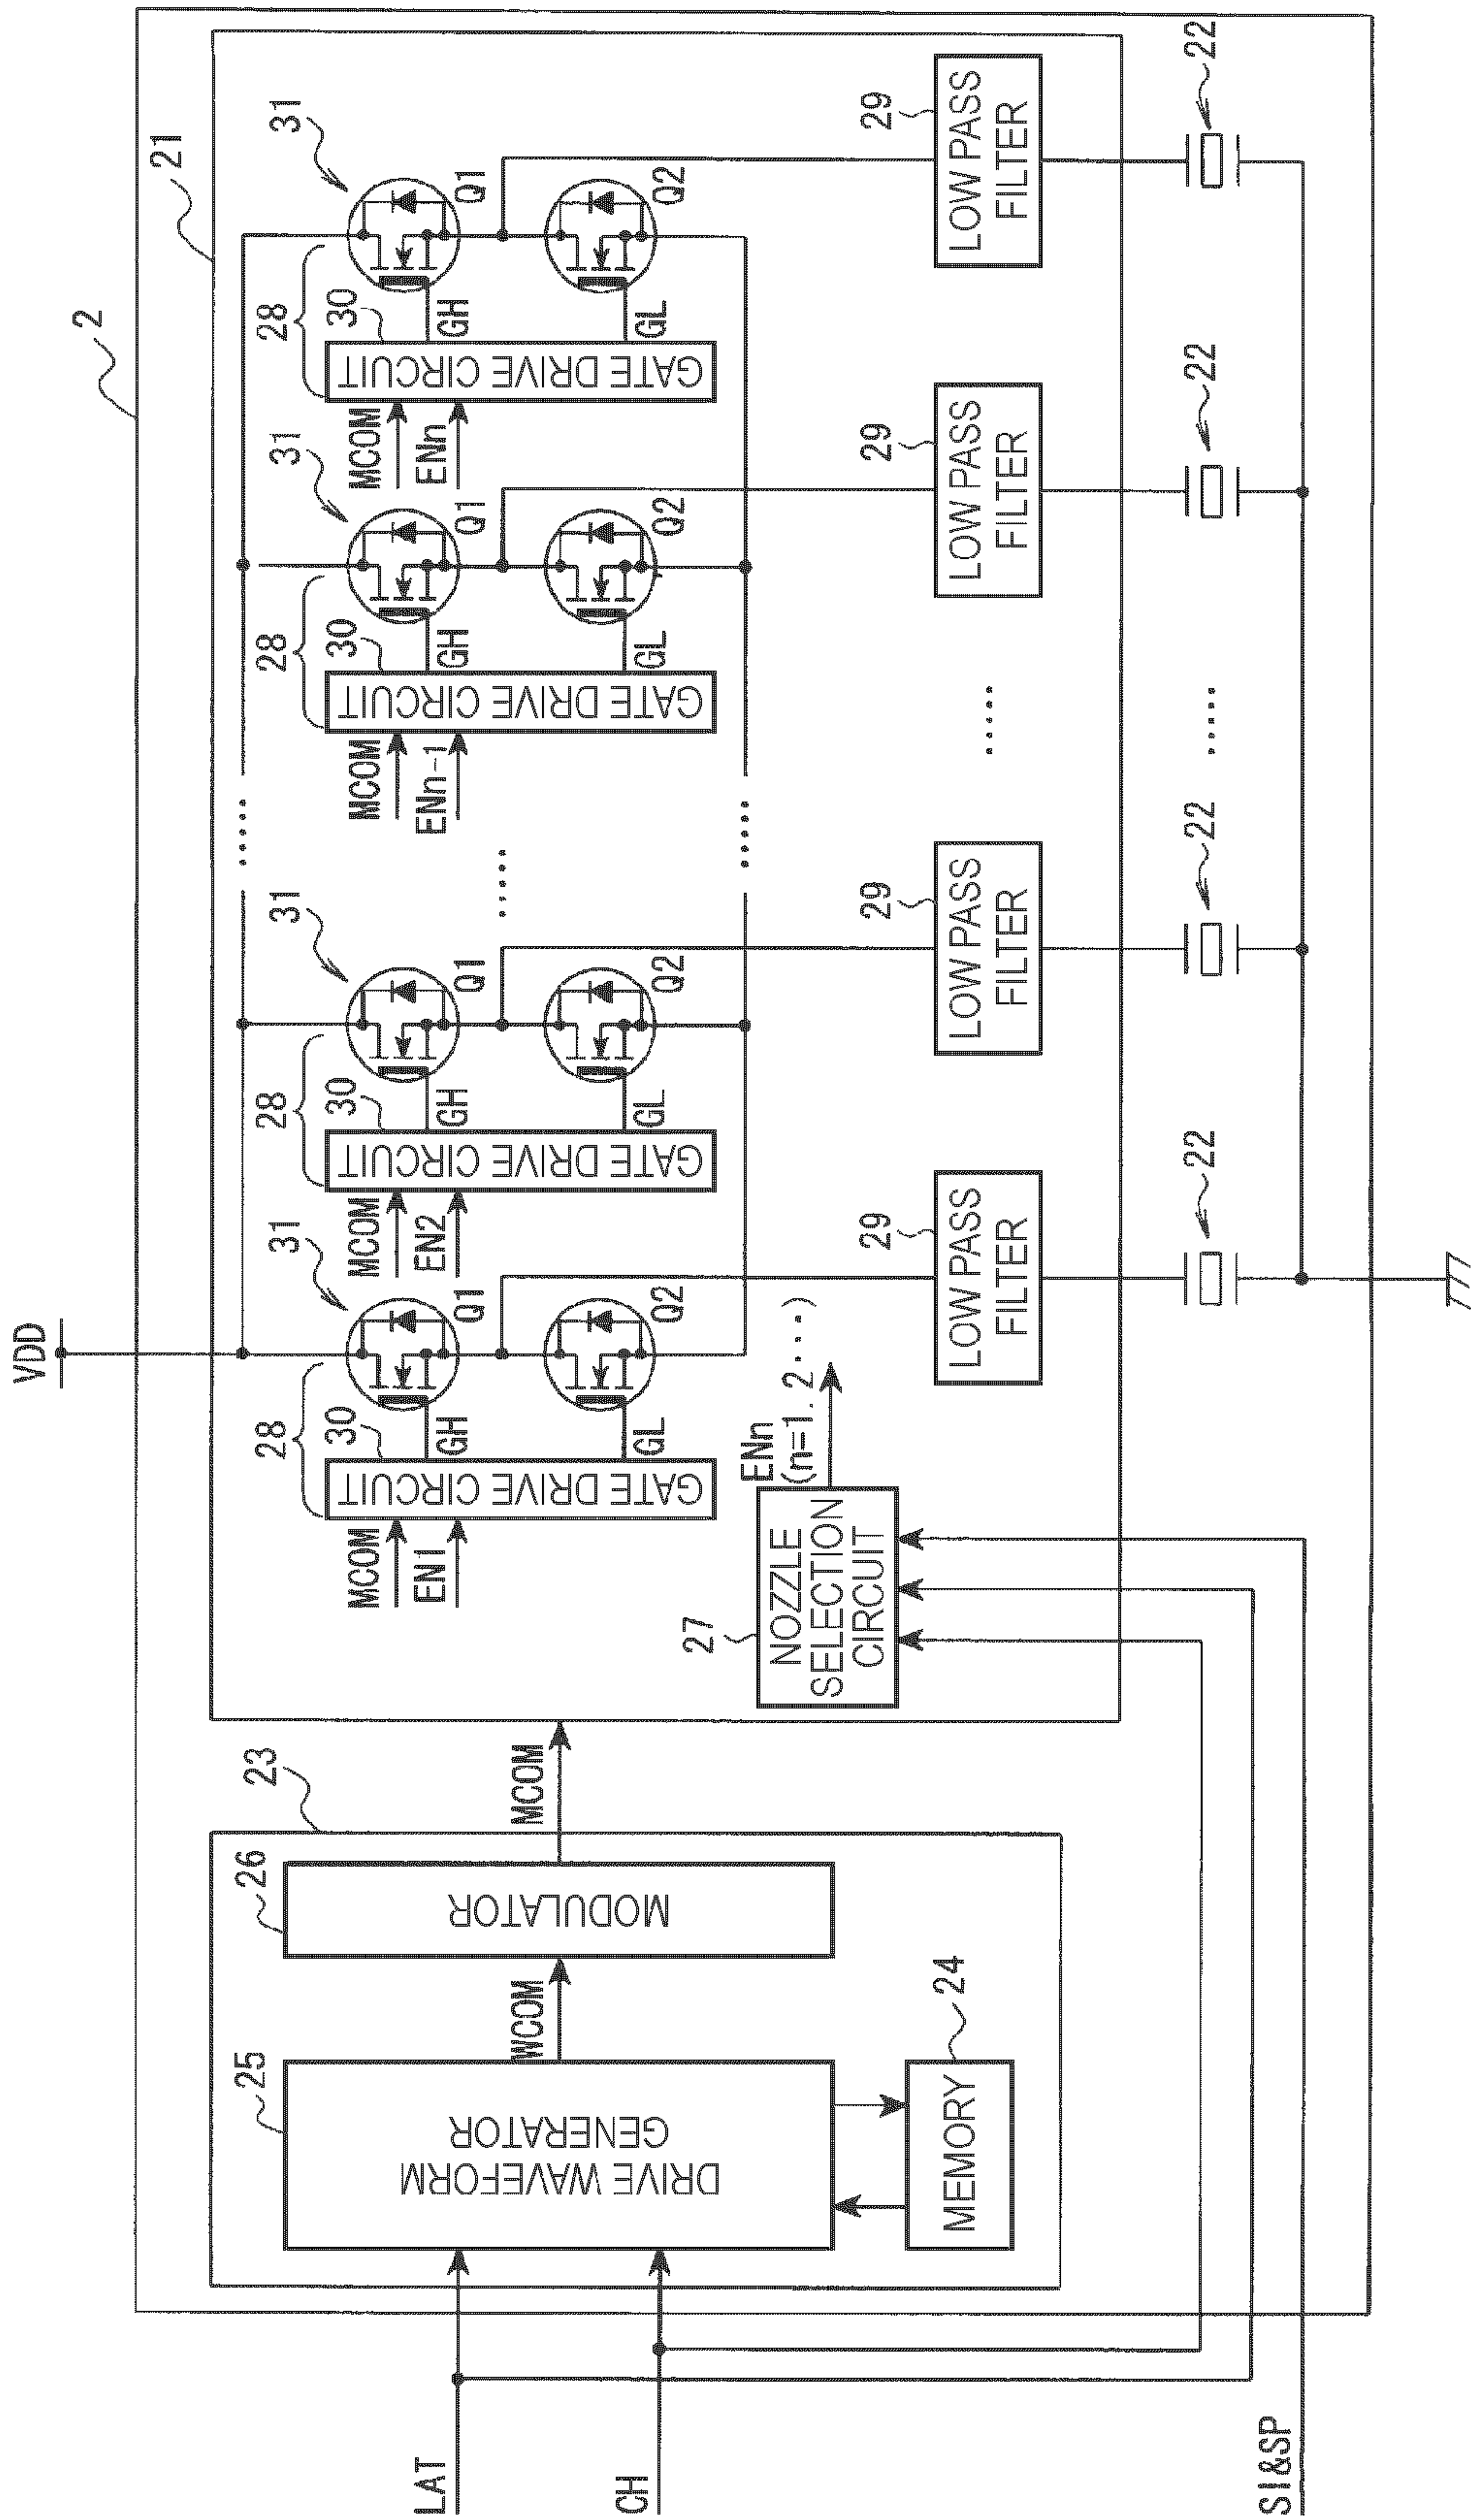 VDD
2
21
LAT
CH
SI&SP
23
25
DRIVE WAVEFORM
GENERATOR
WCOM
26
MODULATOR
MCOM
24
MEMORY
27
NOZZLE
SELECTION
CIRCUIT
ENn
(n=1. 2····)
28
31
MCOM
EN1
30
GATE DRIVE CIRCUIT
GH
GL
Q1
Q2
28
31
MCOM
EN2
30
GATE DRIVE CIRCUIT
GH
GL
Q1
Q2
·····
·····
·····
28
31
MCOM
ENn-1
30
GATE DRIVE CIRCUIT
GH
GL
Q1
Q2
28
31
MCOM
ENn
30
GATE DRIVE CIRCUIT
GH
GL
Q1
Q2
29
LOW PASS
FILTER
29
LOW PASS
FILTER
·····
29
LOW PASS
FILTER
29
LOW PASS
FILTER
22
22
·····
22
22